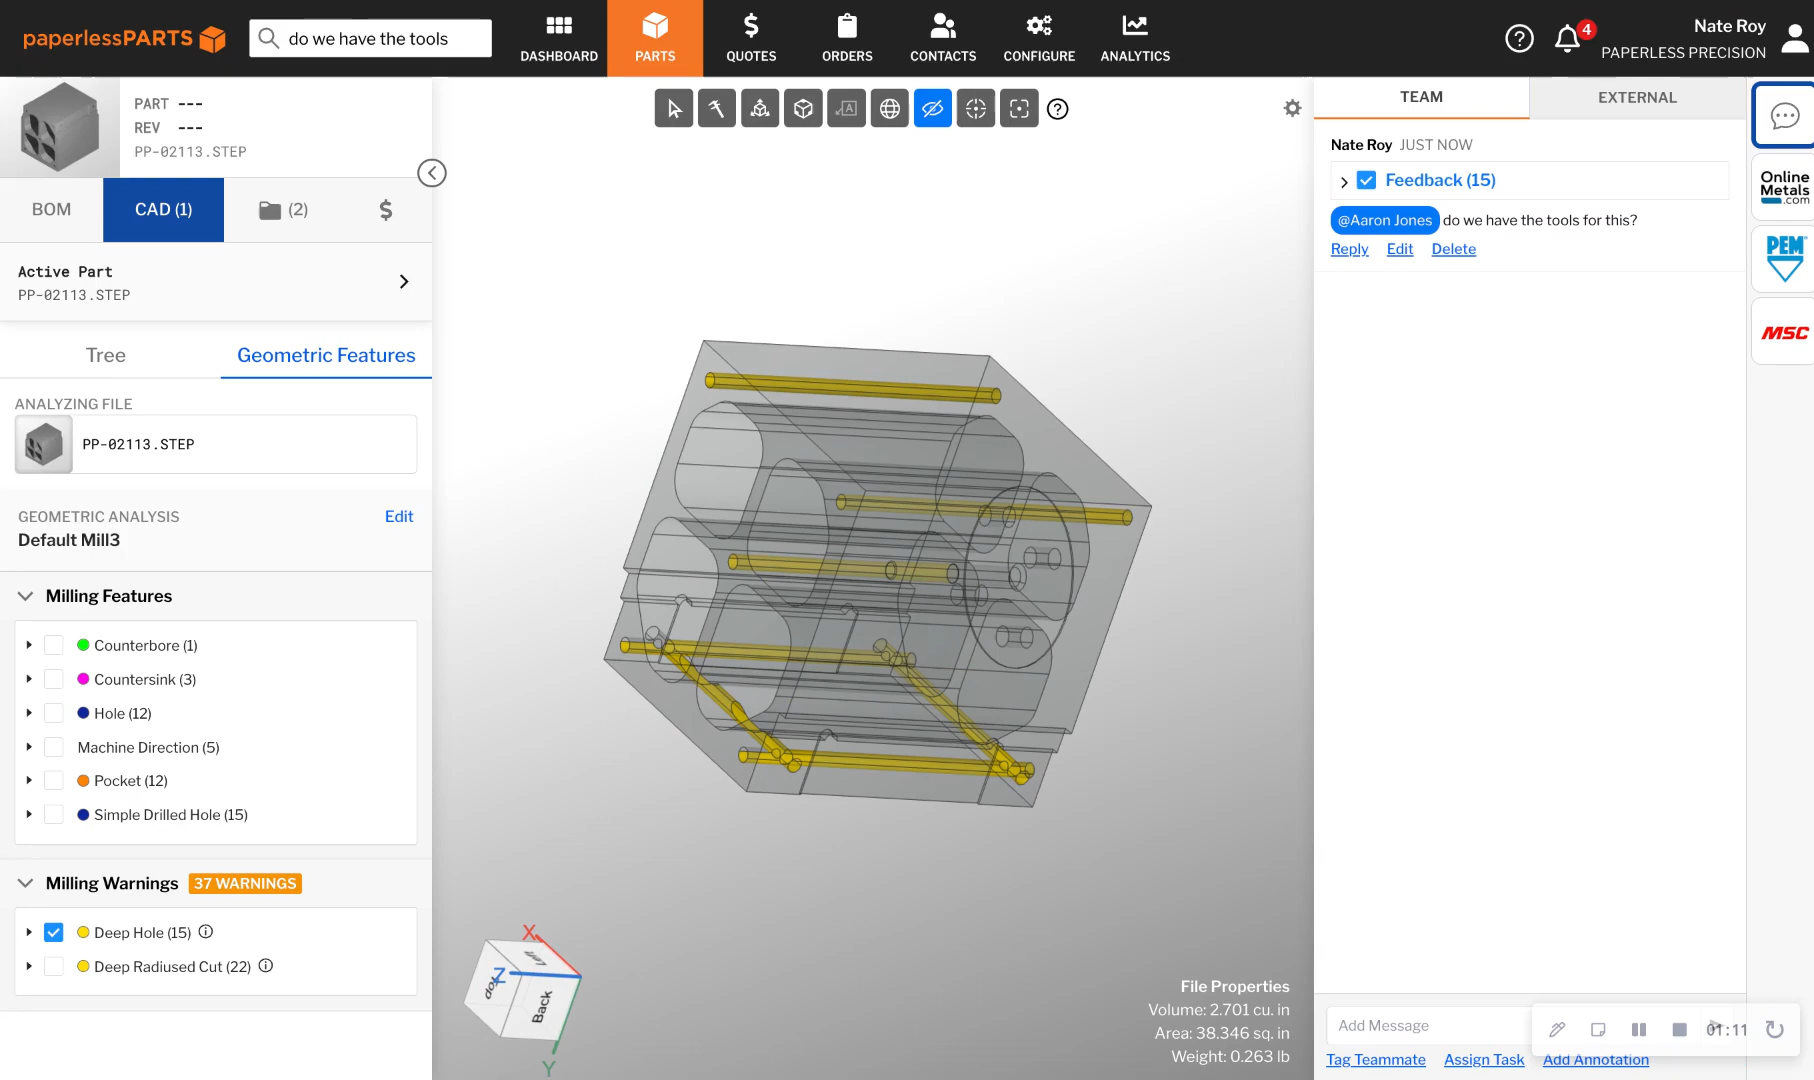 paperlessPARTS
do we have the tools
DASHBOARD
PARTS
QUOTES
ORDERS
CONTACTS
CONFIGURE
ANALYTICS
4
Nate Roy
PAPERLESS PRECISION
PART ---
REV ---
PP-02113.STEP
BOM
CAD (1)
(2)
$
Active Part
PP-02113.STEP
Tree
Geometric Features
ANALYZING FILE
PP-02113.STEP
GEOMETRIC ANALYSIS
Edit
Default Mill3
Milling Features
Counterbore (1)
Countersink (3)
Hole (12)
Machine Direction (5)
Pocket (12)
Simple Drilled Hole (15)
Milling Warnings 37 WARNINGS
Deep Hole (15)
Deep Radiused Cut (22)
X
Left
Z
Top
Back
Y
File Properties
Volume: 2.701 cu. in
Area: 38.346 sq. in
Weight: 0.263 lb
TEAM
EXTERNAL
Nate Roy JUST NOW
Feedback (15)
@Aaron Jones do we have the tools for this?
Reply Edit Delete
Add Message
01:11
Tag Teammate Assign Task Add Annotation
Online
Metals
.com
PEM
MSC